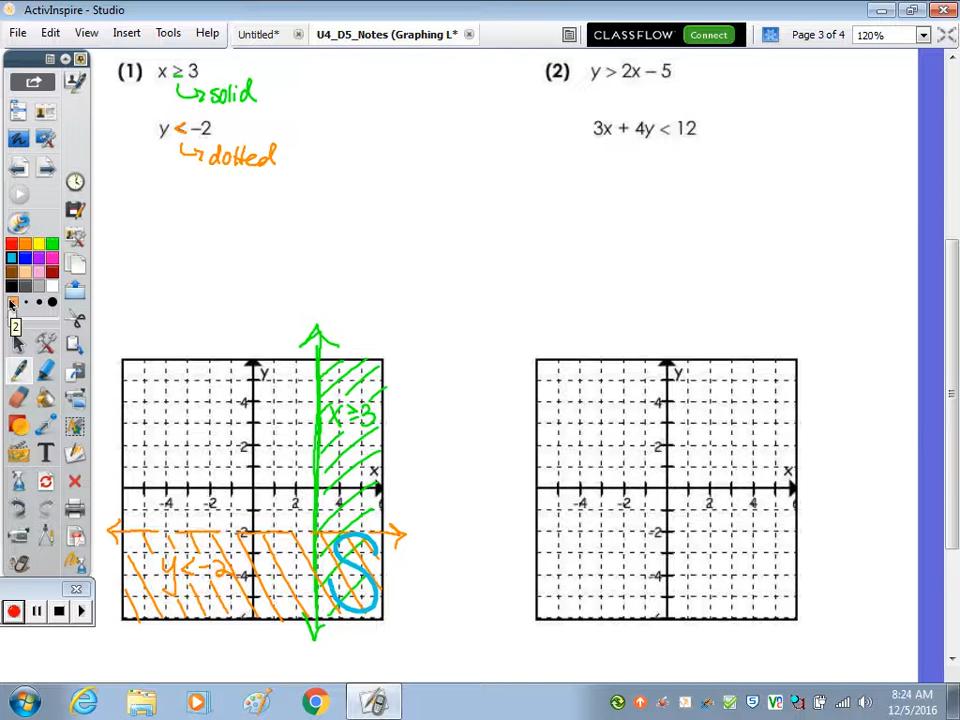 ActivInspire - Studio
File Edit View Insert Tools Help Untitled* U4_D5_Notes (Graphing L* CLASSFLOW Connect Page 3 of 4 120%
(1) x ≥ 3
solid
y < –2
dotted
(2) y > 2x – 5
3x + 4y < 12
2
y
4
2
x
-4 -2 2 4 6
-2
-4
x≥3
y<-2
S
y
4
2
x
-4 -2 2 4
-2
-4
8:24 AM
12/5/2016